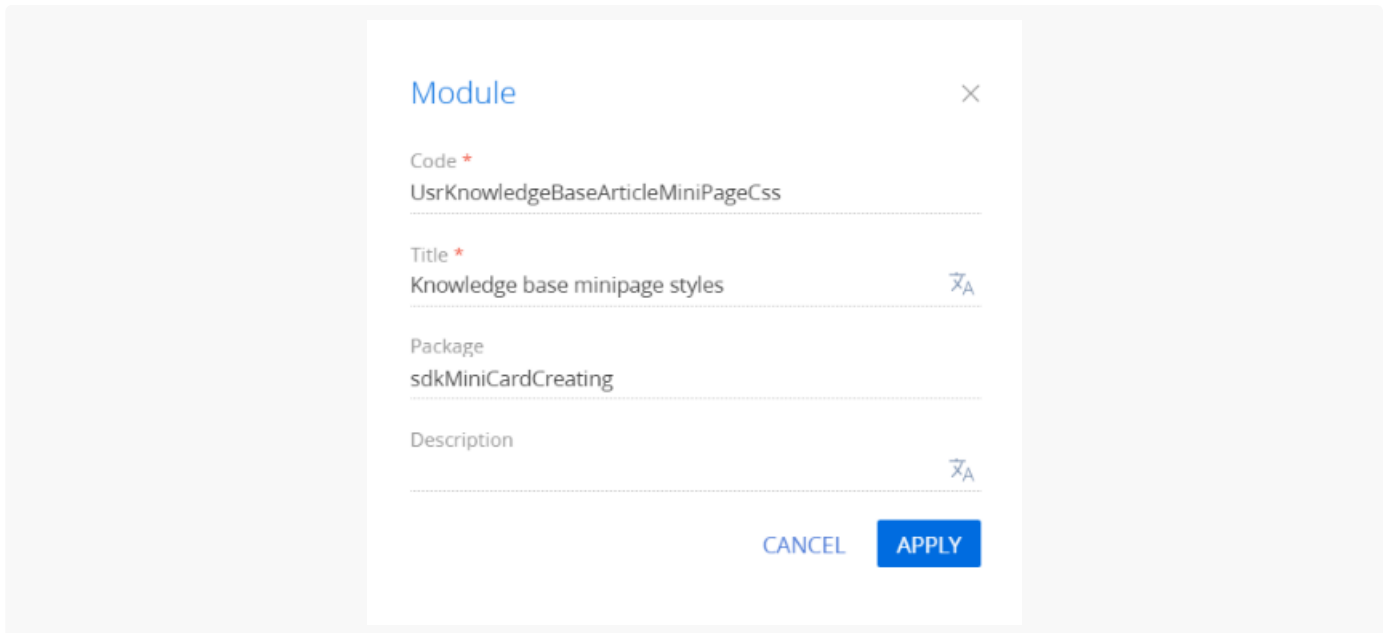 Module
Code *
UsrKnowledgeBaseArticleMiniPageCss
Title *
Knowledge base minipage styles
Package
sdkMiniCardCreating
Description
CANCEL APPLY